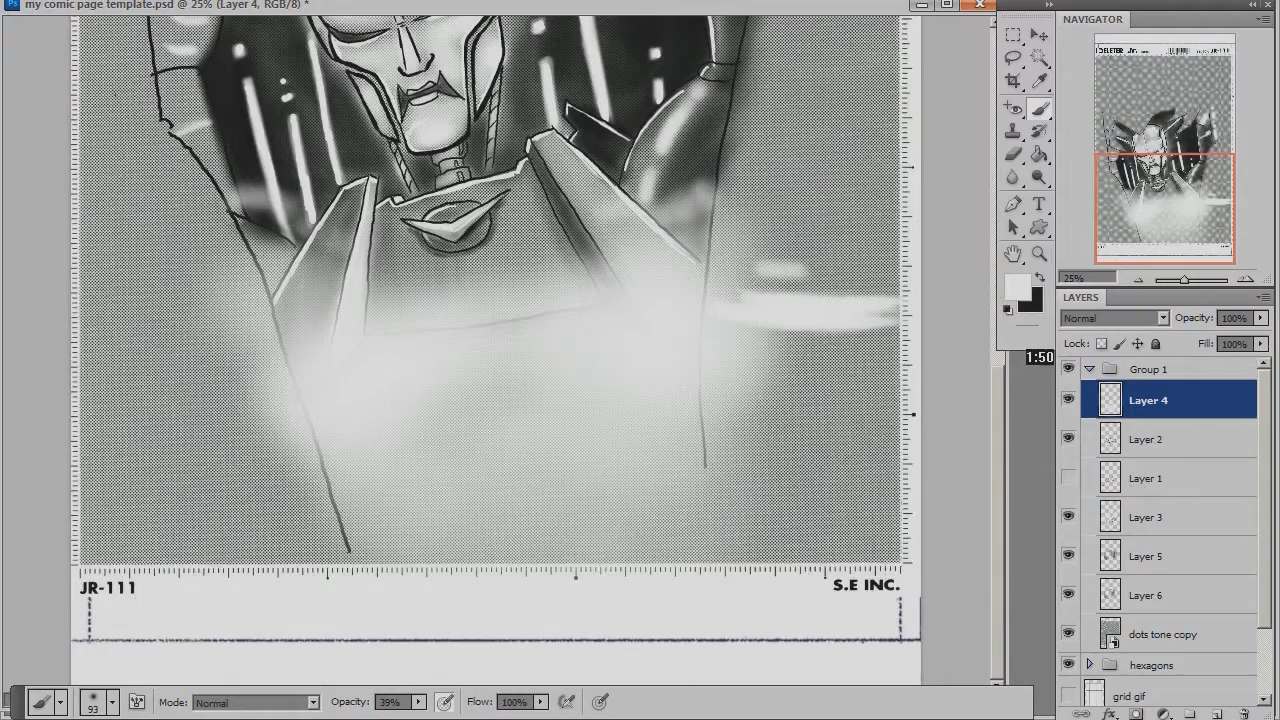 my comic page template.psd @ 25% (Layer 4, RGB/8) *
NAVIGATOR
25%
LAYERS
Normal
Opacity: 100%
Lock:
Fill: 100%
1:50
Group 1
Layer 4
Layer 2
Layer 1
Layer 3
Layer 5
Layer 6
dots tone copy
hexagons
grid gif
JR-111
S.E INC.
93
Mode: Normal
Opacity: 39%
Flow: 100%